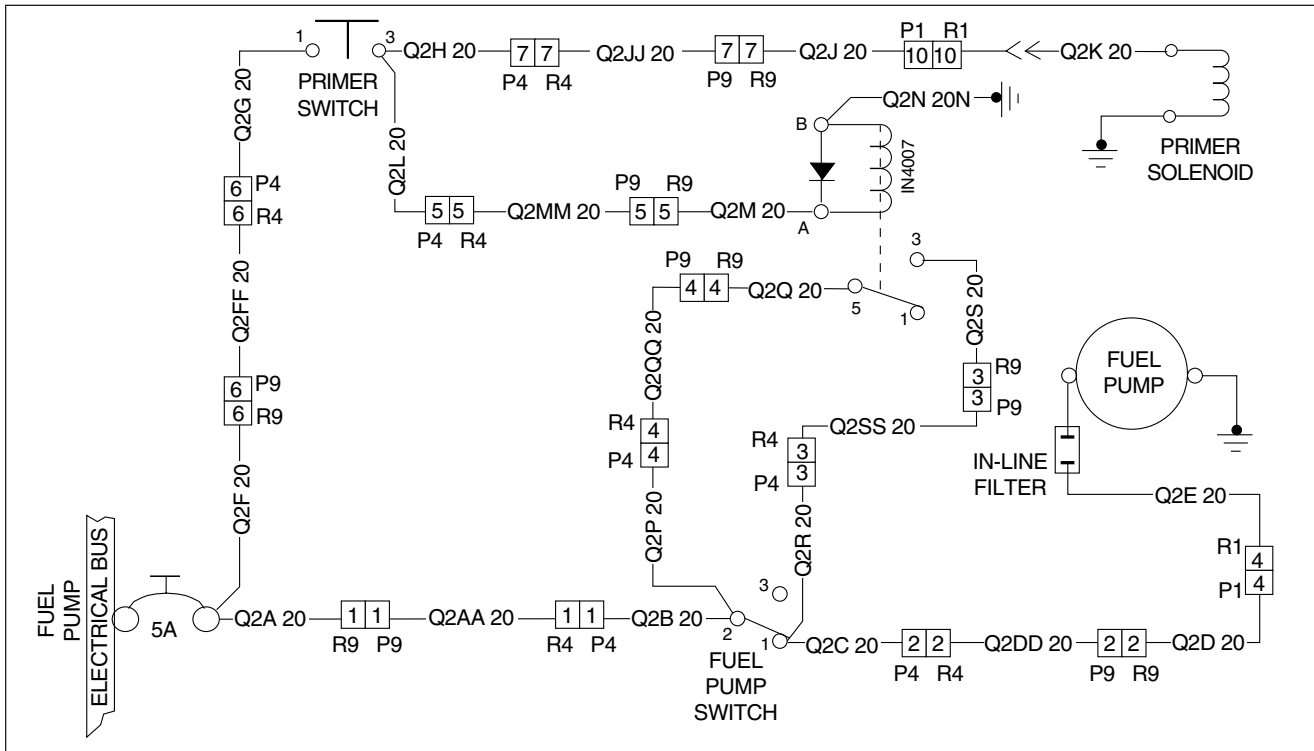 1
3
Q2H 20
7 7
P4 R4
Q2JJ 20
7 7
P9 R9
Q2J 20
P1 R1
10 10
Q2K 20
PRIMER
SWITCH
Q2G 20
Q2L 20
Q2N 20N
B
IN4007
A
PRIMER
SOLENOID
6 P4
6 R4
5 5
P4 R4
Q2MM 20
P9 R9
5 5
Q2M 20
Q2FF 20
P9 R9
4 4
Q2Q 20
5
3
1
Q2S 20
Q2QQ 20
6 P9
6 R9
R9
3
3
P9
FUEL
PUMP
R4
4
4
P4
Q2SS 20
R4
3
3
P4
IN-LINE
FILTER
Q2E 20
Q2F 20
Q2P 20
Q2R 20
R1
4
4
P1
FUEL
PUMP
ELECTRICAL BUS
5A
Q2A 20
1 1
R9 P9
Q2AA 20
1 1
R4 P4
Q2B 20
2
3
1
FUEL
PUMP
SWITCH
Q2C 20
2 2
P4 R4
Q2DD 20
2 2
P9 R9
Q2D 20